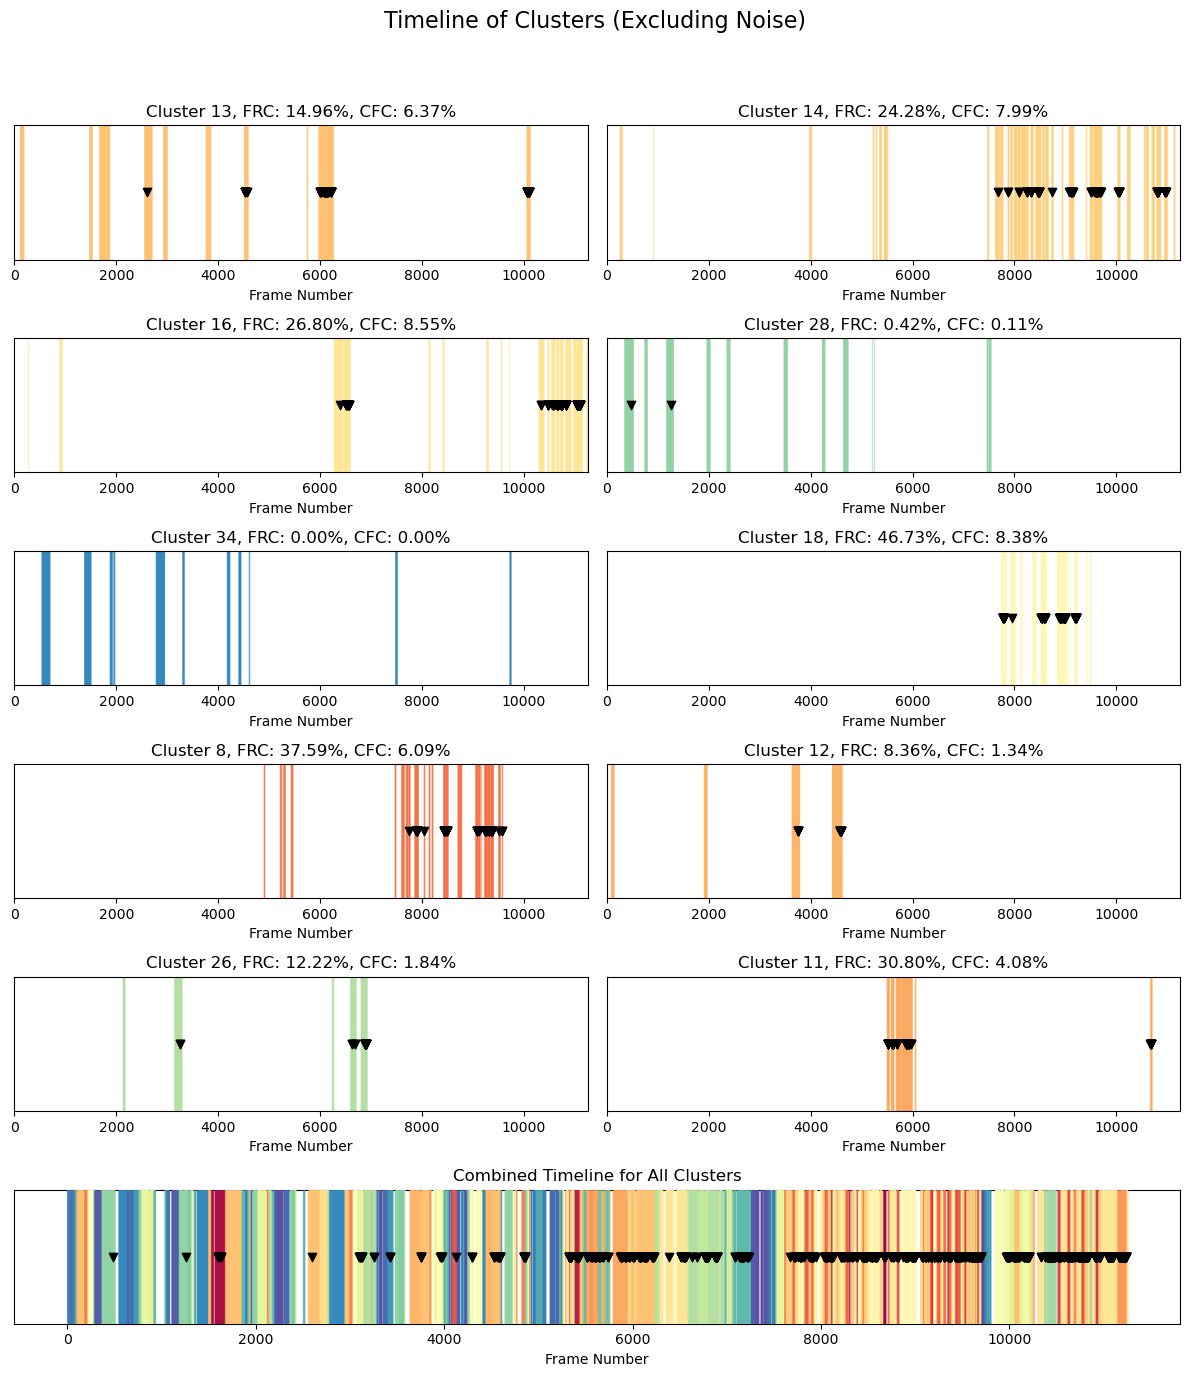 Timeline of Clusters (Excluding Noise)
Cluster 13, FRC: 14.96%, CFC: 6.37%
0 2000 4000 6000 8000 10000
Frame Number
Cluster 14, FRC: 24.28%, CFC: 7.99%
0 2000 4000 6000 8000 10000
Frame Number
Cluster 16, FRC: 26.80%, CFC: 8.55%
0 2000 4000 6000 8000 10000
Frame Number
Cluster 28, FRC: 0.42%, CFC: 0.11%
0 2000 4000 6000 8000 10000
Frame Number
Cluster 34, FRC: 0.00%, CFC: 0.00%
0 2000 4000 6000 8000 10000
Frame Number
Cluster 18, FRC: 46.73%, CFC: 8.38%
0 2000 4000 6000 8000 10000
Frame Number
Cluster 8, FRC: 37.59%, CFC: 6.09%
0 2000 4000 6000 8000 10000
Frame Number
Cluster 12, FRC: 8.36%, CFC: 1.34%
0 2000 4000 6000 8000 10000
Frame Number
Cluster 26, FRC: 12.22%, CFC: 1.84%
0 2000 4000 6000 8000 10000
Frame Number
Cluster 11, FRC: 30.80%, CFC: 4.08%
0 2000 4000 6000 8000 10000
Frame Number
Combined Timeline for All Clusters
0 2000 4000 6000 8000 10000
Frame Number